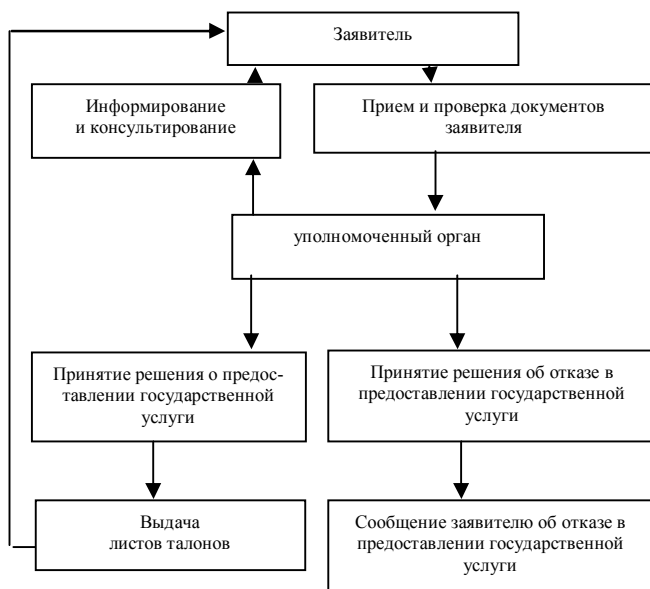 Заявитель
Информирование
и консультирование
Прием и проверка документов
заявителя
уполномоченный орган
Принятие решения о предос-
тавлении государственной
услуги
Принятие решения об отказе в
предоставлении государственной
услуги
Выдача
листов талонов
Сообщение заявителю об отказе в
предоставлении государственной
услуги